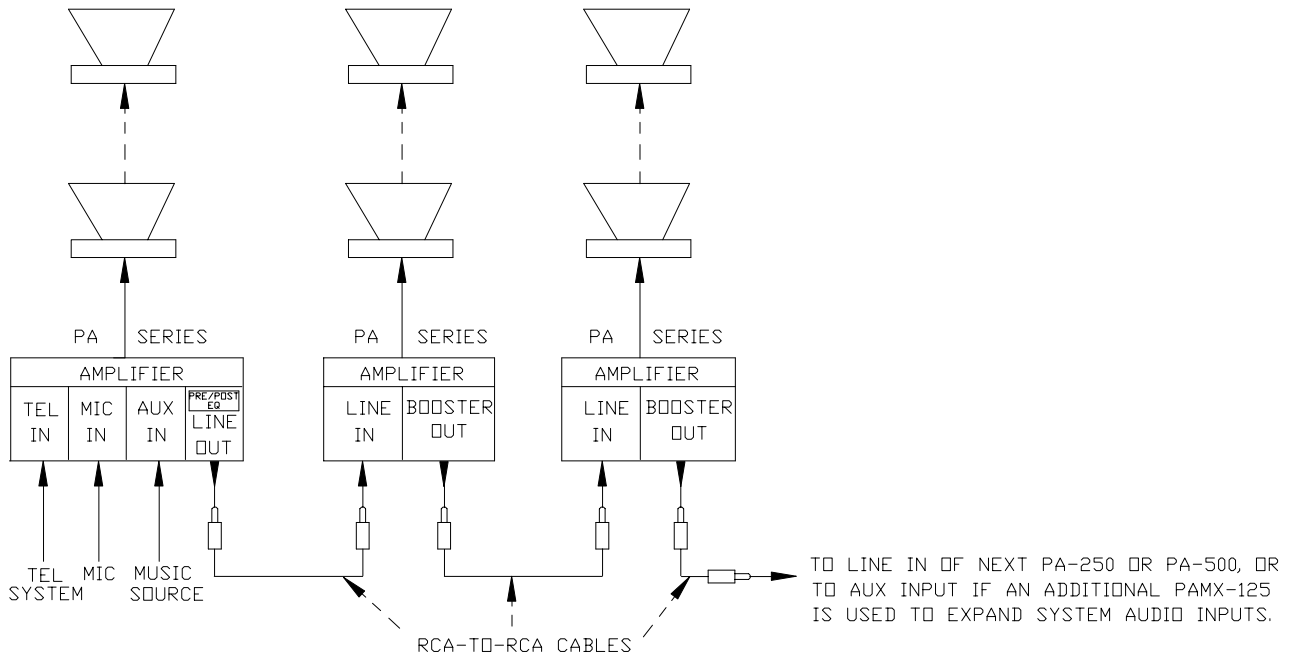 PA SERIES
PA SERIES
PA SERIES
AMPLIFIER
AMPLIFIER
AMPLIFIER
TEL IN
MIC IN
AUX IN
PRE/POST EQ
LINE OUT
LINE IN
BOOSTER OUT
LINE IN
BOOSTER OUT
TEL SYSTEM
MIC
MUSIC SOURCE
TO LINE IN OF NEXT PA-250 OR PA-500, OR
TO AUX INPUT IF AN ADDITIONAL PAMX-125
IS USED TO EXPAND SYSTEM AUDIO INPUTS.
RCA-TO-RCA CABLES